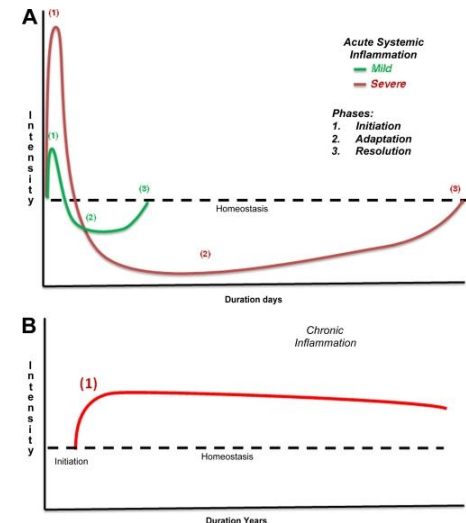 A
(1)
Acute Systemic
Inflammation
Mild
Severe
Phases:
1. Initiation
2. Adaptation
3. Resolution
Intensity
(1)
(2)
(3)
(3)
Homeostasis
(2)
Duration days
B
Chronic
Inflammation
Intensity
(1)
Initiation
Homeostasis
Duration Years